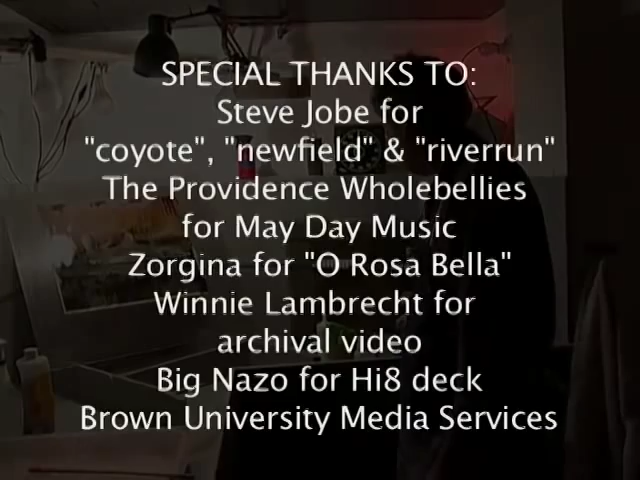 SPECIAL THANKS TO:
Steve Jobe for
"coyote", "newfield" & "riverrun"
The Providence Wholebellies
for May Day Music
Zorgina for "O Rosa Bella"
Winnie Lambrecht for
archival video
Big Nazo for Hi8 deck
Brown University Media Services